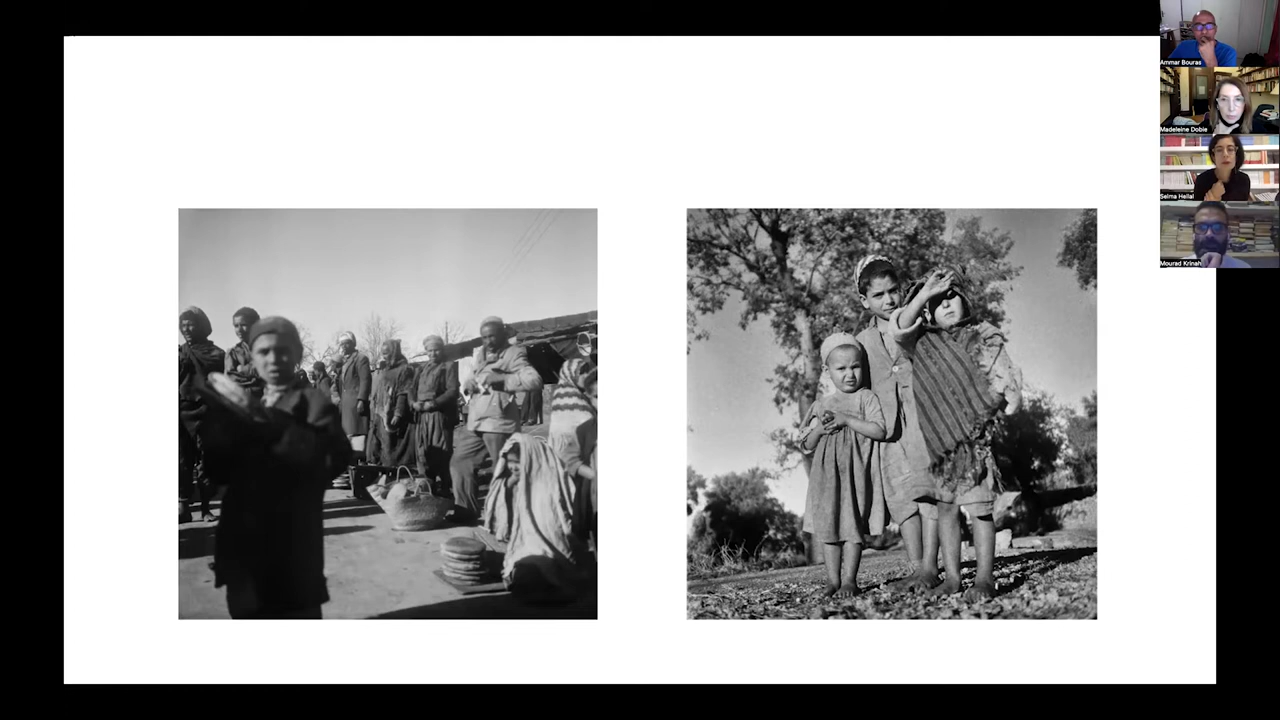 Ammar Bouras
Madeleine Dobie
Selma Hellal
Mourad Krinah